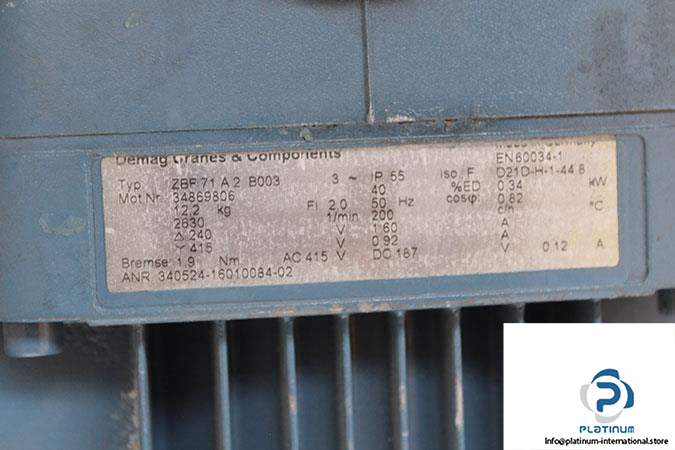 Demag Cranes & Components
EN60034-1
Typ ZBF 71 A 2 B003 3 ~ IP 55 Iso F D21D-H-1-44.8
Mot Nr. 34869806 40 %ED 0.34 kW
12.2 kg FI 2.0 50 Hz cosφ: 0.82
2630 1/min 200 c/h °C
△ 240 V 1.60 A
Y 415 V 0.92 A
Bremse: 1.9 Nm AC 415 V DC 187 V 0.12 A
ANR 340524-16010084-02
PLATINUM
Info@platinum-international.store